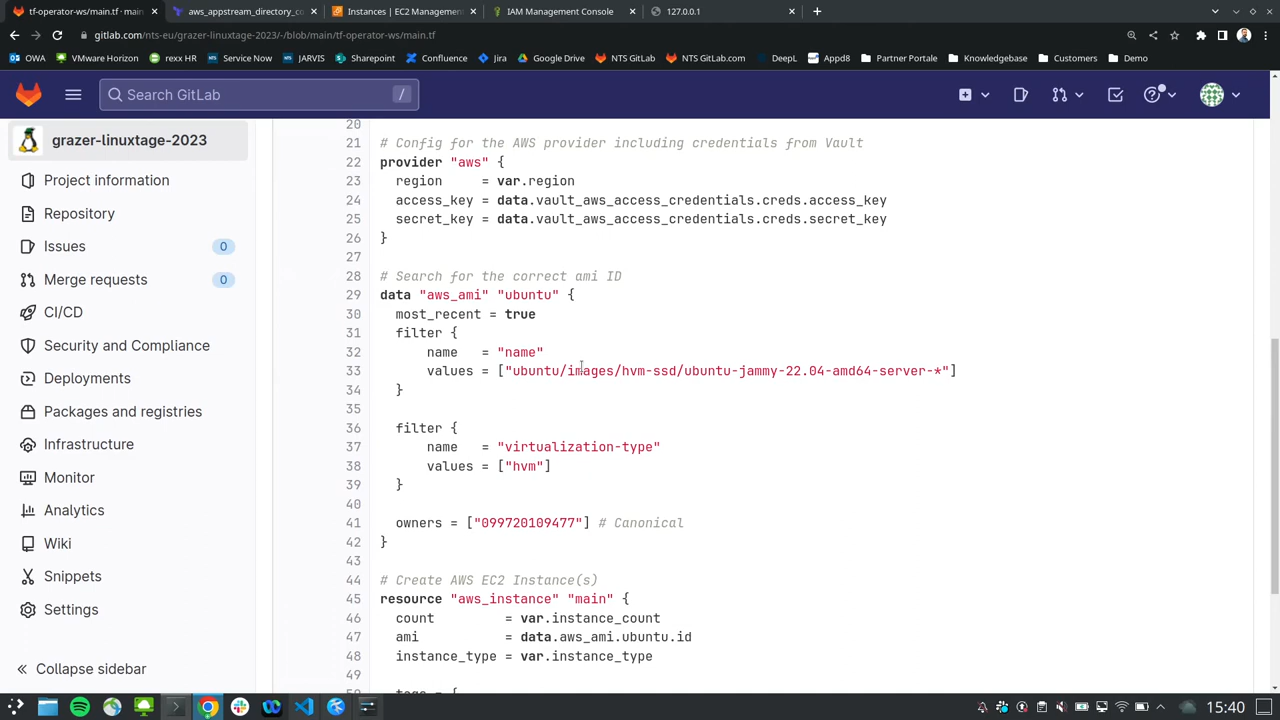 tf-operator-ws/main.tf · main
aws_appstream_directory_co
Instances | EC2 Managemen
IAM Management Console
127.0.0.1
gitlab.com/nts-eu/grazer-linuxtage-2023/-/blob/main/tf-operator-ws/main.tf
OWA
VMware Horizon
rexx HR
Service Now
JARVIS
Sharepoint
Confluence
Jira
Google Drive
NTS GitLab
NTS GitLab.com
DeepL
Appd8
Partner Portale
Knowledgebase
Customers
Demo
Search GitLab
/
grazer-linuxtage-2023
Project information
Repository
Issues 0
Merge requests 0
CI/CD
Security and Compliance
Deployments
Packages and registries
Infrastructure
Monitor
Analytics
Wiki
Snippets
Settings
Collapse sidebar
20
21 # Config for the AWS provider including credentials from Vault
22 provider "aws" {
23 region = var.region
24 access_key = data.vault_aws_access_credentials.creds.access_key
25 secret_key = data.vault_aws_access_credentials.creds.secret_key
26 }
27
28 # Search for the correct ami ID
29 data "aws_ami" "ubuntu" {
30 most_recent = true
31 filter {
32 name = "name"
33 values = ["ubuntu/images/hvm-ssd/ubuntu-jammy-22.04-amd64-server-*"]
34 }
35
36 filter {
37 name = "virtualization-type"
38 values = ["hvm"]
39 }
40
41 owners = ["099720109477"] # Canonical
42 }
43
44 # Create AWS EC2 Instance(s)
45 resource "aws_instance" "main" {
46 count = var.instance_count
47 ami = data.aws_ami.ubuntu.id
48 instance_type = var.instance_type
49
50 tags = {
15:40